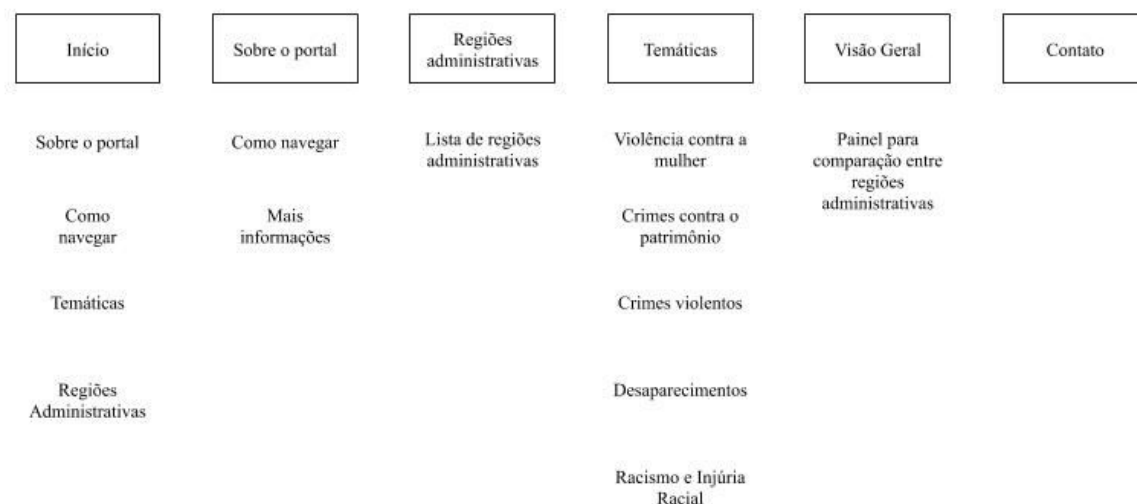 Início
Sobre o portal
Regiões
administrativas
Temáticas
Visão Geral
Contato
Sobre o portal
Como
navegar
Temáticas
Regiões
Administrativas
Como navegar
Mais
informações
Lista de regiões
administrativas
Violência contra a
mulher
Crimes contra o
patrimônio
Crimes violentos
Desaparecimentos
Racismo e Injúria
Racial
Painel para
comparação entre
regiões
administrativas